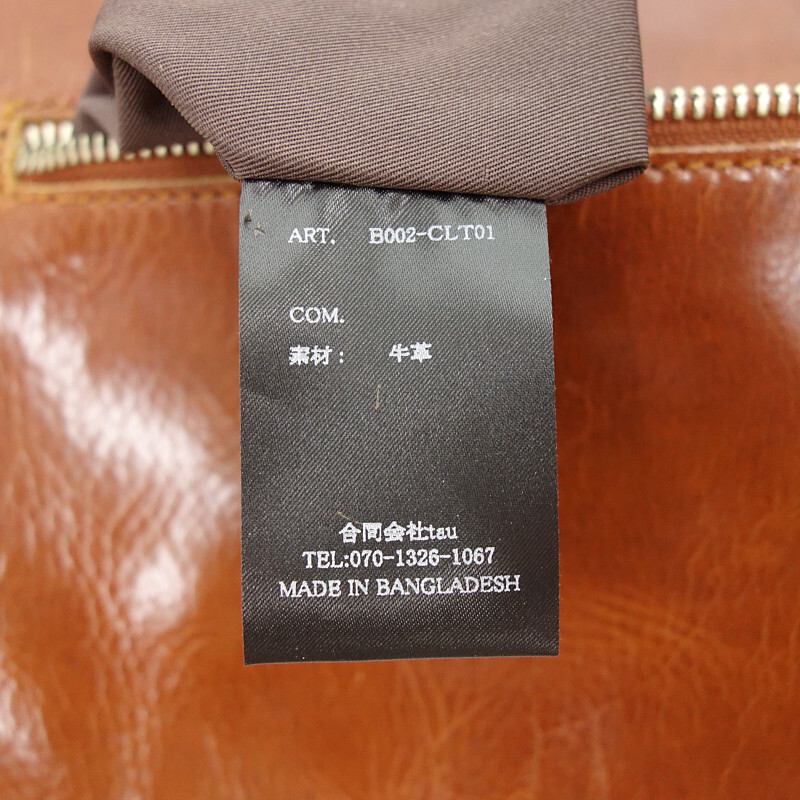 ART. B002-CLT01
COM.
素材： 牛革
合同会社tau
TEL:070-1326-1067
MADE IN BANGLADESH